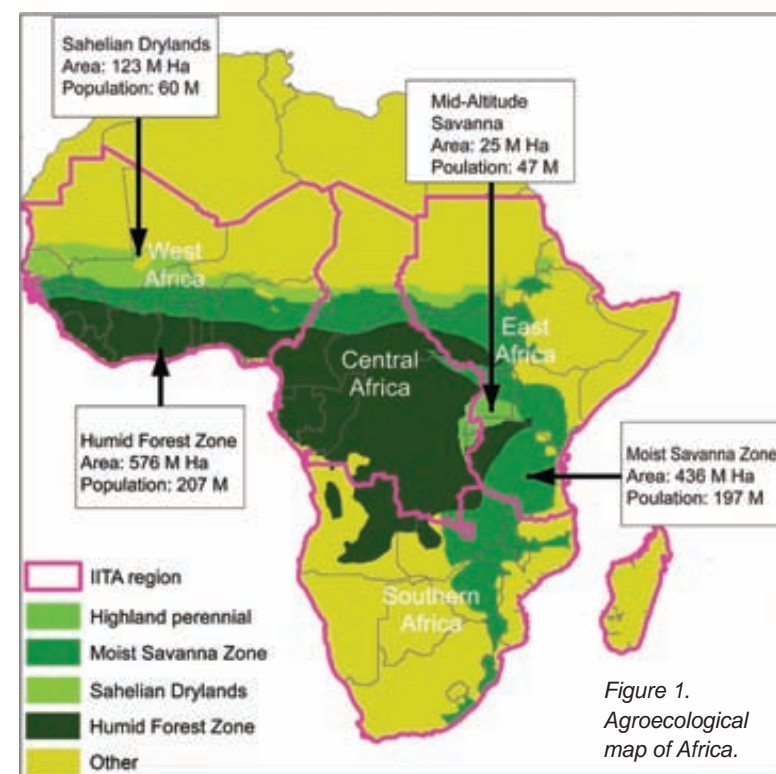 Sahelian Drylands
Area: 123 M Ha
Population: 60 M
Mid-Altitude
Savanna
Area: 25 M Ha
Poulation: 47 M
West
Africa
East
Africa
Central
Africa
Humid Forest Zone
Area: 576 M Ha
Population: 207 M
Moist Savanna Zone
Area: 436 M Ha
Poulation: 197 M
Southern
Africa
IITA region
Highland perennial
Moist Savanna Zone
Sahelian Drylands
Humid Forest Zone
Other
Figure 1.
Agroecological
map of Africa.